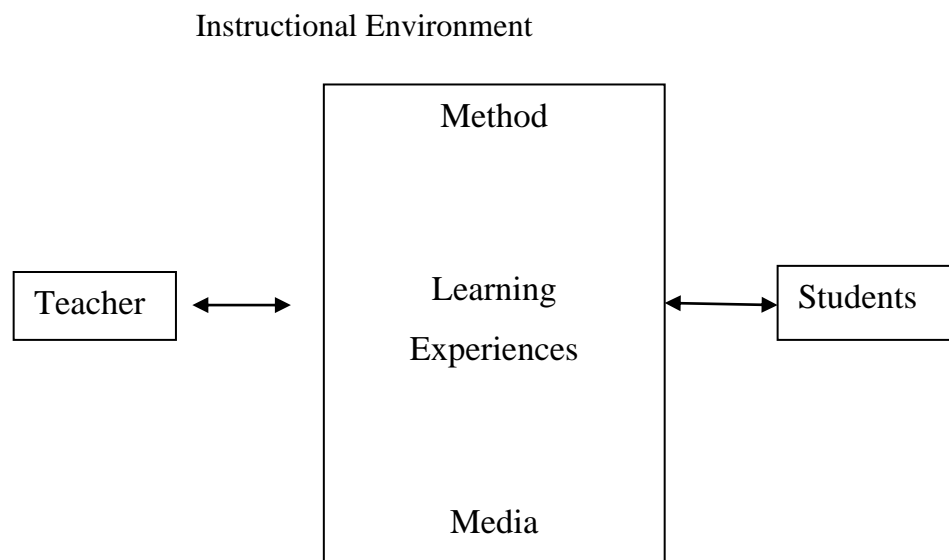 Instructional Environment
Method
Teacher
Learning
Experiences
Students
Media